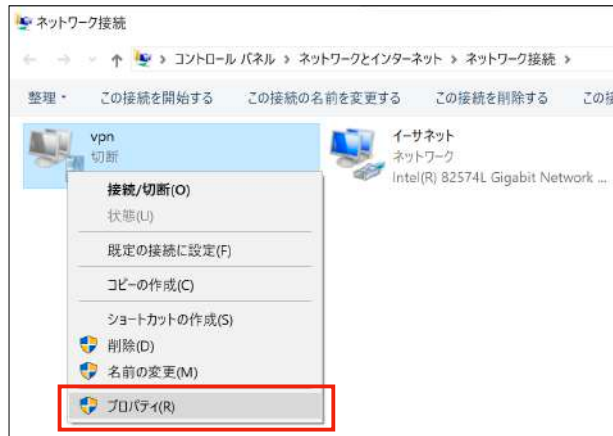 ネットワーク接続
コントロール パネル › ネットワークとインターネット › ネットワーク接続 ›
整理 この接続を開始する この接続の名前を変更する この接続を削除する この
vpn
切断
イーサネット
ネットワーク
Intel(R) 82574L Gigabit Network ...
接続/切断(O)
状態(U)
既定の接続に設定(F)
コピーの作成(C)
ショートカットの作成(S)
削除(D)
名前の変更(M)
プロパティ(R)